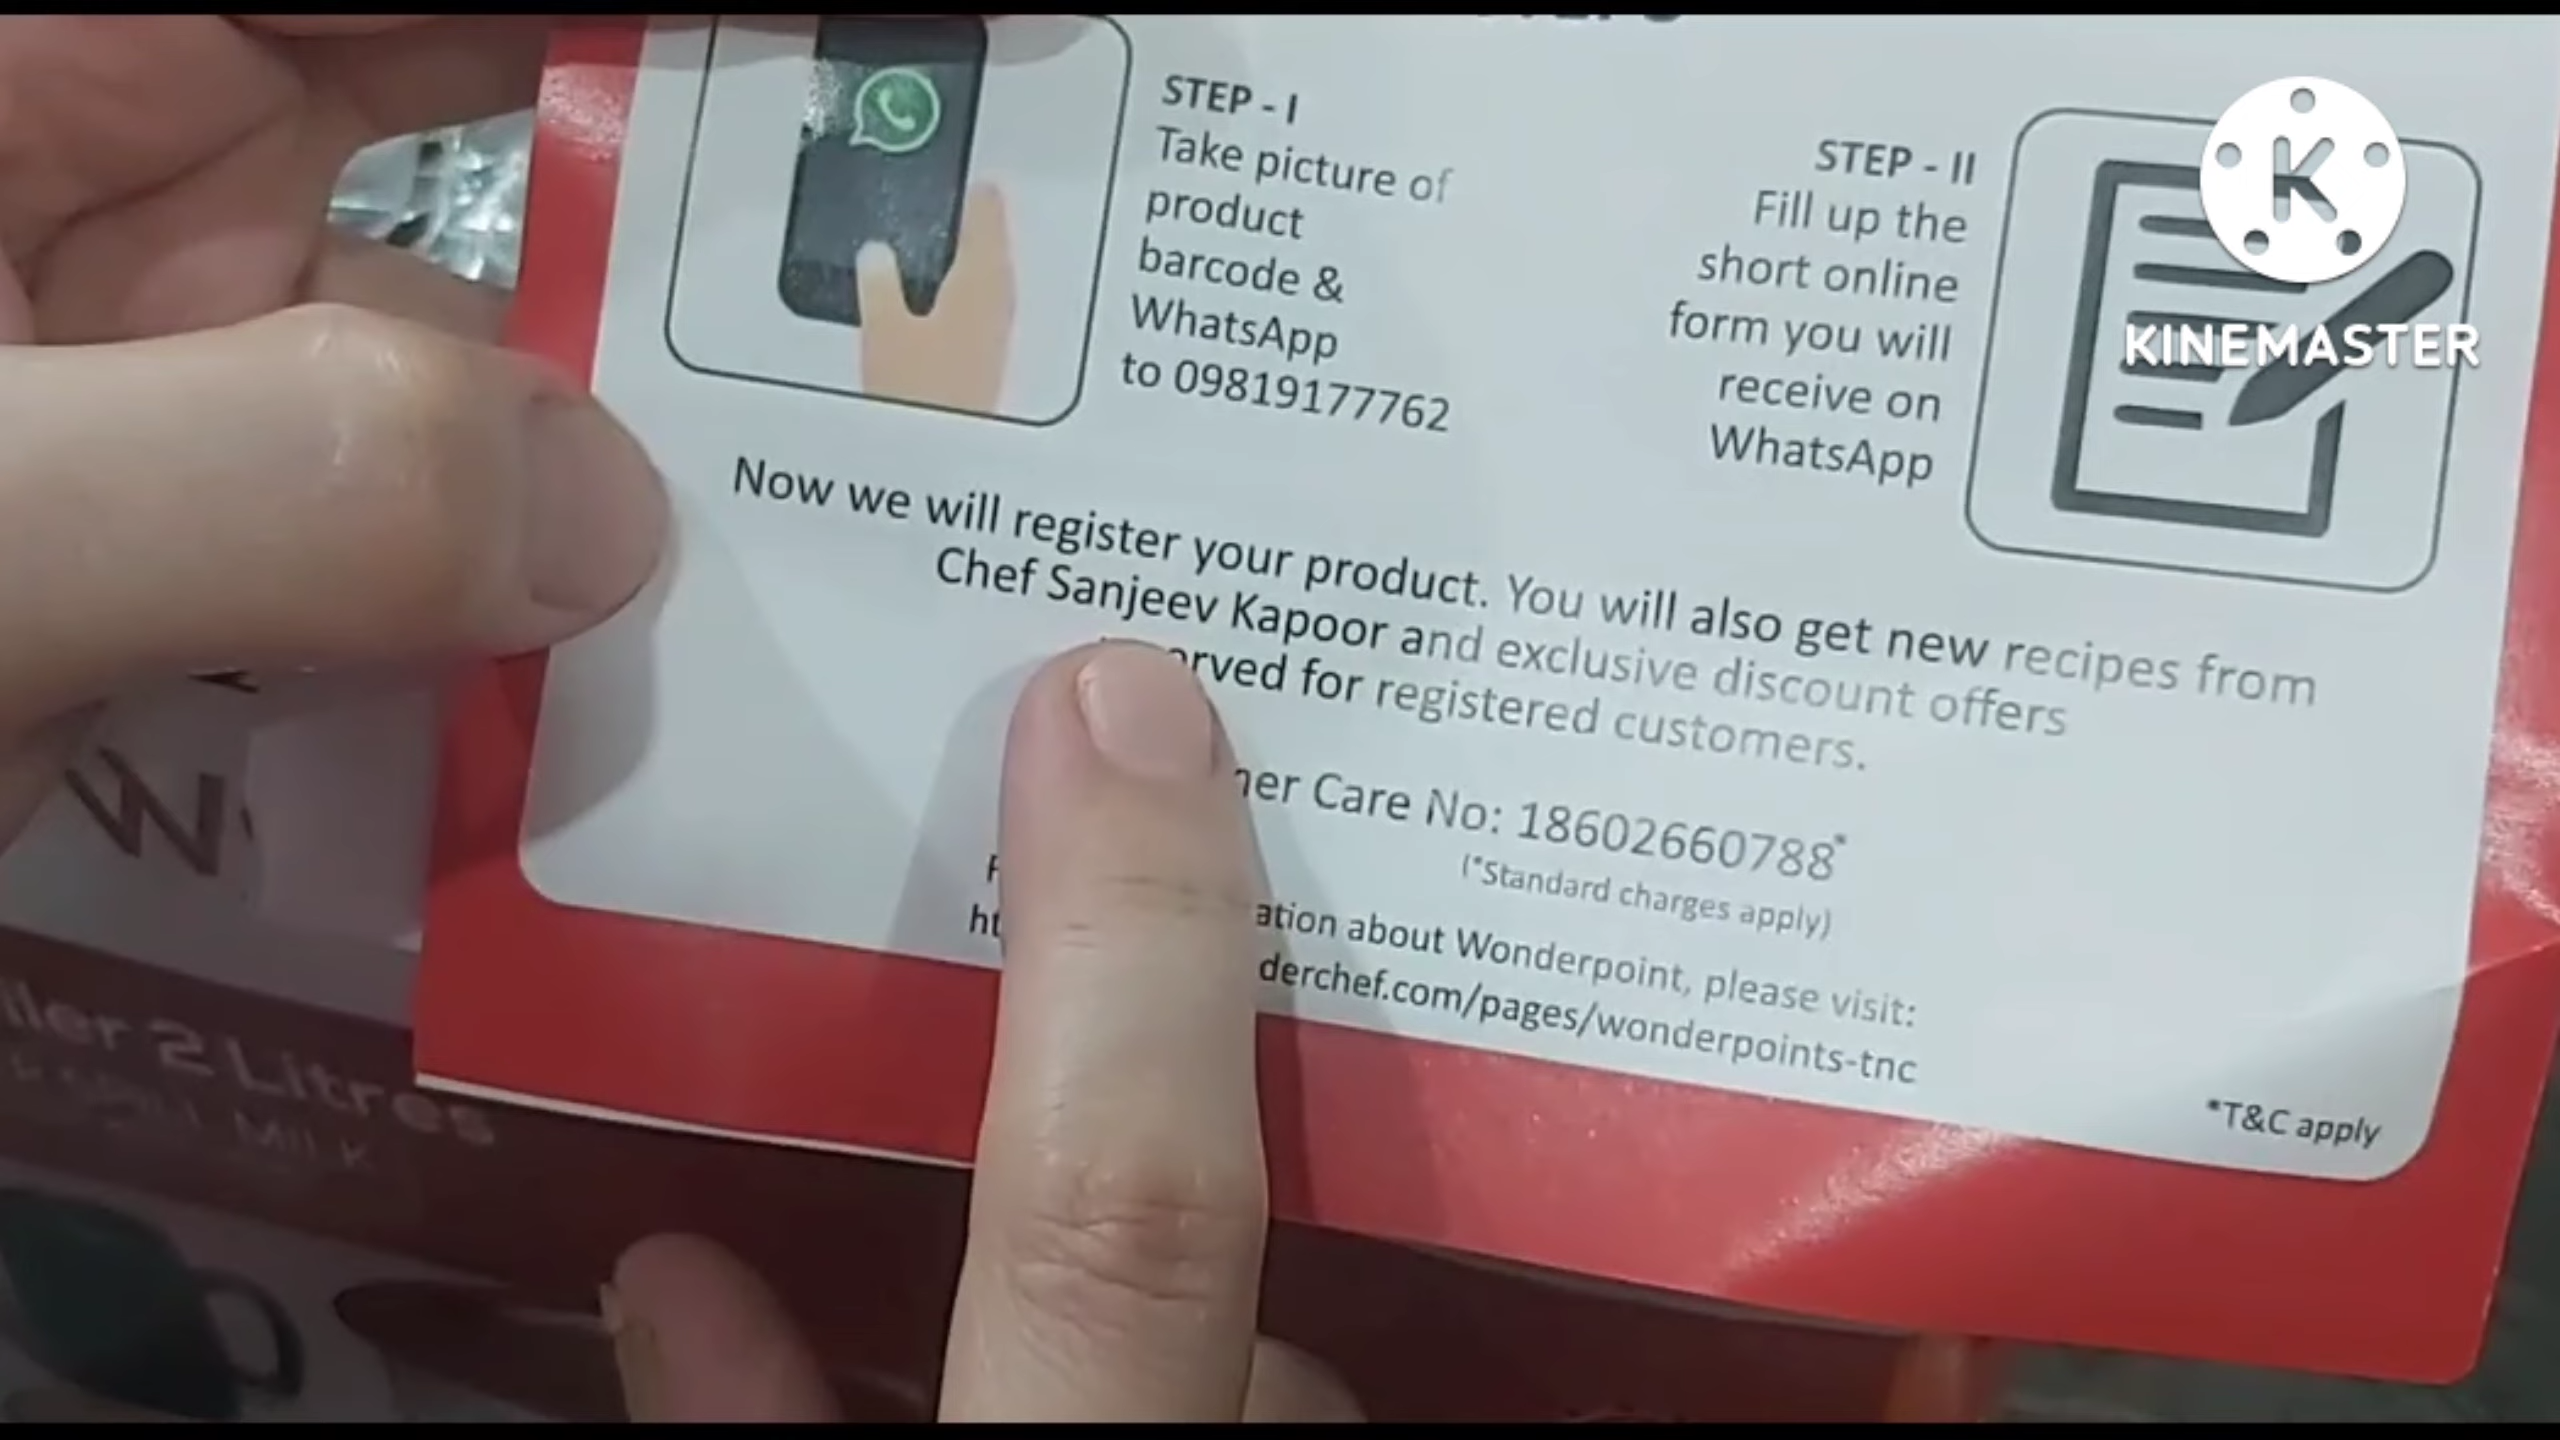 STEP - I
Take picture of
product
barcode &
WhatsApp
to 09819177762
STEP - II
Fill up the
short online
form you will
receive on
WhatsApp
Now we will register your product. You will also get new recipes from
Chef Sanjeev Kapoor and exclusive discount offers
for registered customers.
Care No: 18602660788*
(*Standard charges apply)
about Wonderpoint, please visit:
derchef.com/pages/wonderpoints-tnc
*T&C apply
2 Litres
Milk
KINEMASTER